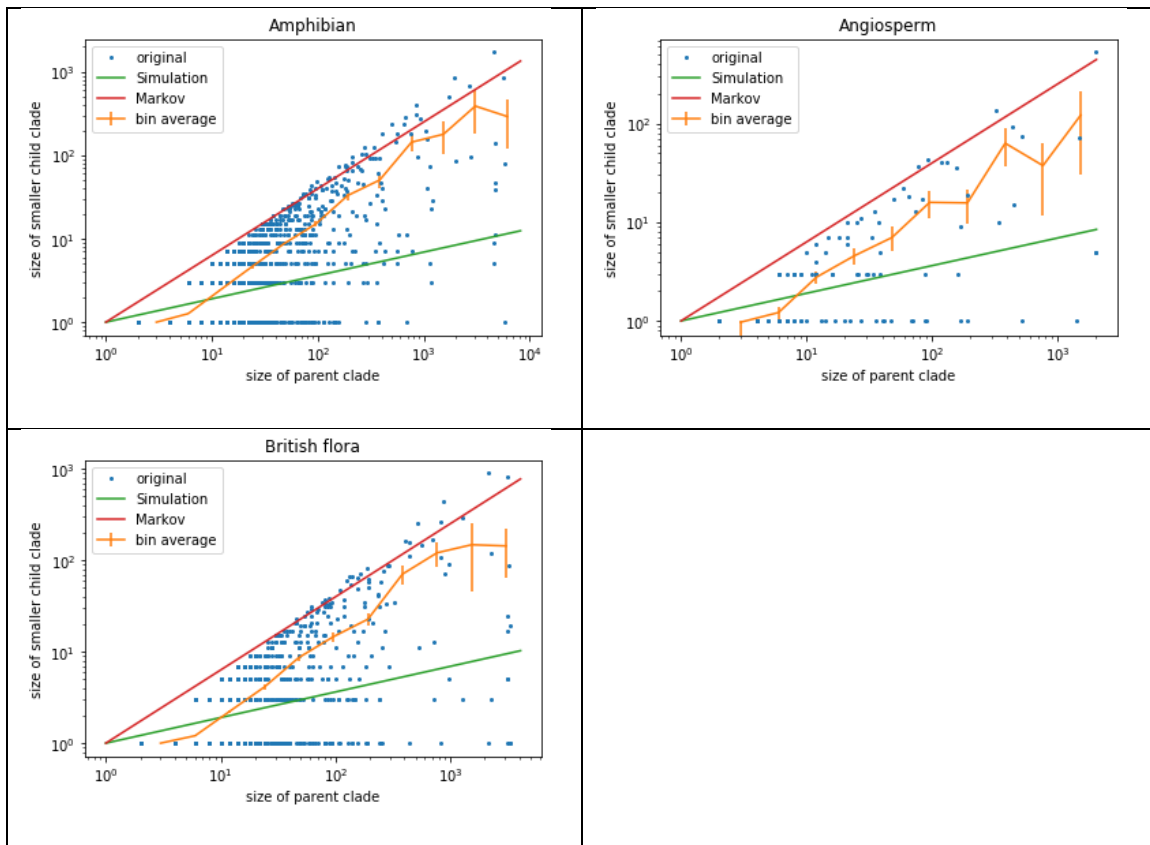 Amphibian
original
Simulation
Markov
bin average
10³
10²
10¹
10⁰
size of smaller child clade
10⁰ 10¹ 10² 10³ 10⁴
size of parent clade
Angiosperm
original
Simulation
Markov
bin average
10²
10¹
10⁰
size of smaller child clade
10⁰ 10¹ 10² 10³
size of parent clade
British flora
original
Simulation
Markov
bin average
10³
10²
10¹
10⁰
size of smaller child clade
10⁰ 10¹ 10² 10³
size of parent clade